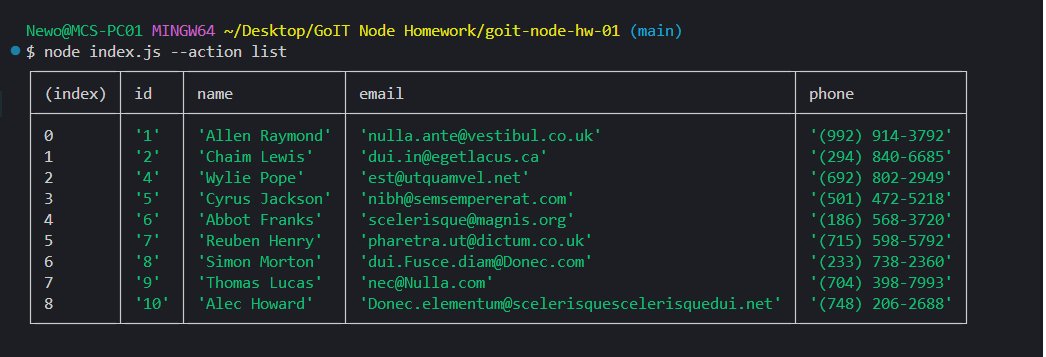 Newo@MCS-PC01 MINGW64 ~/Desktop/GoIT Node Homework/goit-node-hw-01 (main)
$ node index.js --action list
(index) id name email phone
0 '1' 'Allen Raymond' 'nulla.ante@vestibul.co.uk' '(992) 914-3792'
1 '2' 'Chaim Lewis' 'dui.in@egetlacus.ca' '(294) 840-6685'
2 '4' 'Wylie Pope' 'est@utquamvel.net' '(692) 802-2949'
3 '5' 'Cyrus Jackson' 'nibh@semsempererat.com' '(501) 472-5218'
4 '6' 'Abbot Franks' 'scelerisque@magnis.org' '(186) 568-3720'
5 '7' 'Reuben Henry' 'pharetra.ut@dictum.co.uk' '(715) 598-5792'
6 '8' 'Simon Morton' 'dui.Fusce.diam@Donec.com' '(233) 738-2360'
7 '9' 'Thomas Lucas' 'nec@Nulla.com' '(704) 398-7993'
8 '10' 'Alec Howard' 'Donec.elementum@scelerisquescelerisquedui.net' '(748) 206-2688'